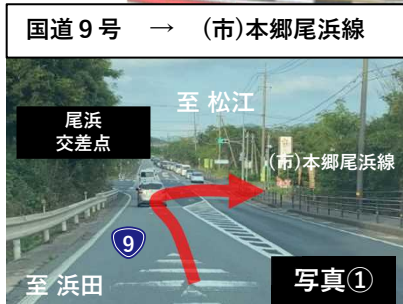 国道９号　→　(市)本郷尾浜線
至 松江
尾浜
交差点
(市)本郷尾浜線
9
至 浜田
写真①